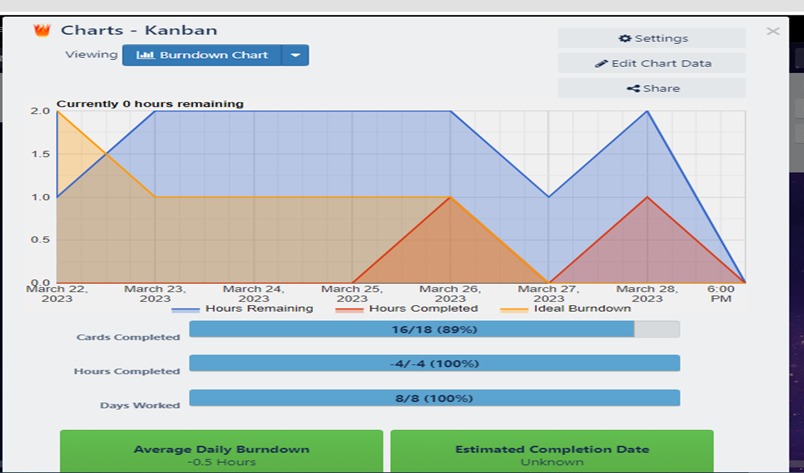 Charts - Kanban
Viewing Burndown Chart
Settings
Edit Chart Data
Share
Currently 0 hours remaining
2.0
1.5
1.0
0.5
0.0
March 22, 2023
March 23, 2023
March 24, 2023
March 25, 2023
March 26, 2023
March 27, 2023
March 28, 2023
6:00 PM
Hours Remaining Hours Completed Ideal Burndown
Cards Completed 16/18 (89%)
Hours Completed -4/-4 (100%)
Days Worked 8/8 (100%)
Average Daily Burndown
-0.5 Hours
Estimated Completion Date
Unknown